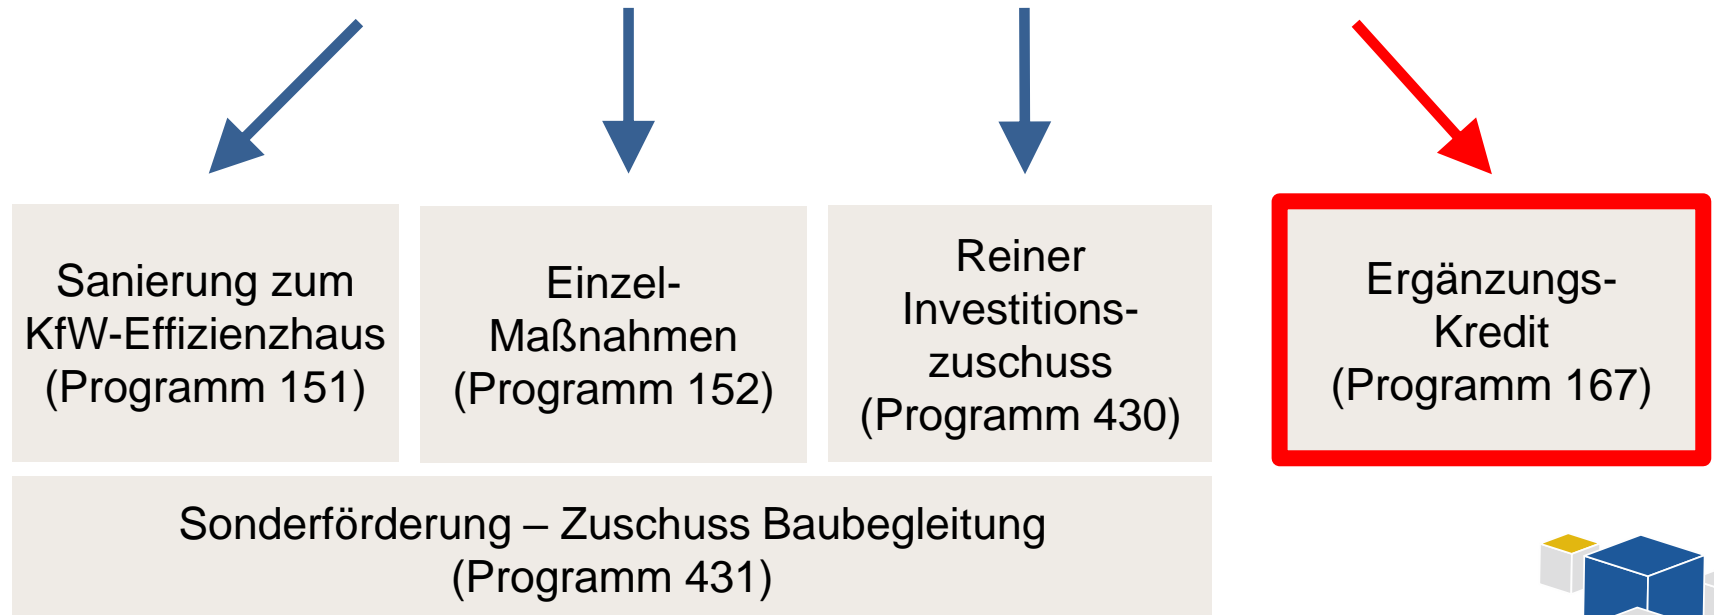 Sanierung zum
KfW-Effizienzhaus
(Programm 151)
Einzel-
Maßnahmen
(Programm 152)
Reiner
Investitions-
zuschuss
(Programm 430)
Ergänzungs-
Kredit
(Programm 167)
Sonderförderung – Zuschuss Baubegleitung
(Programm 431)